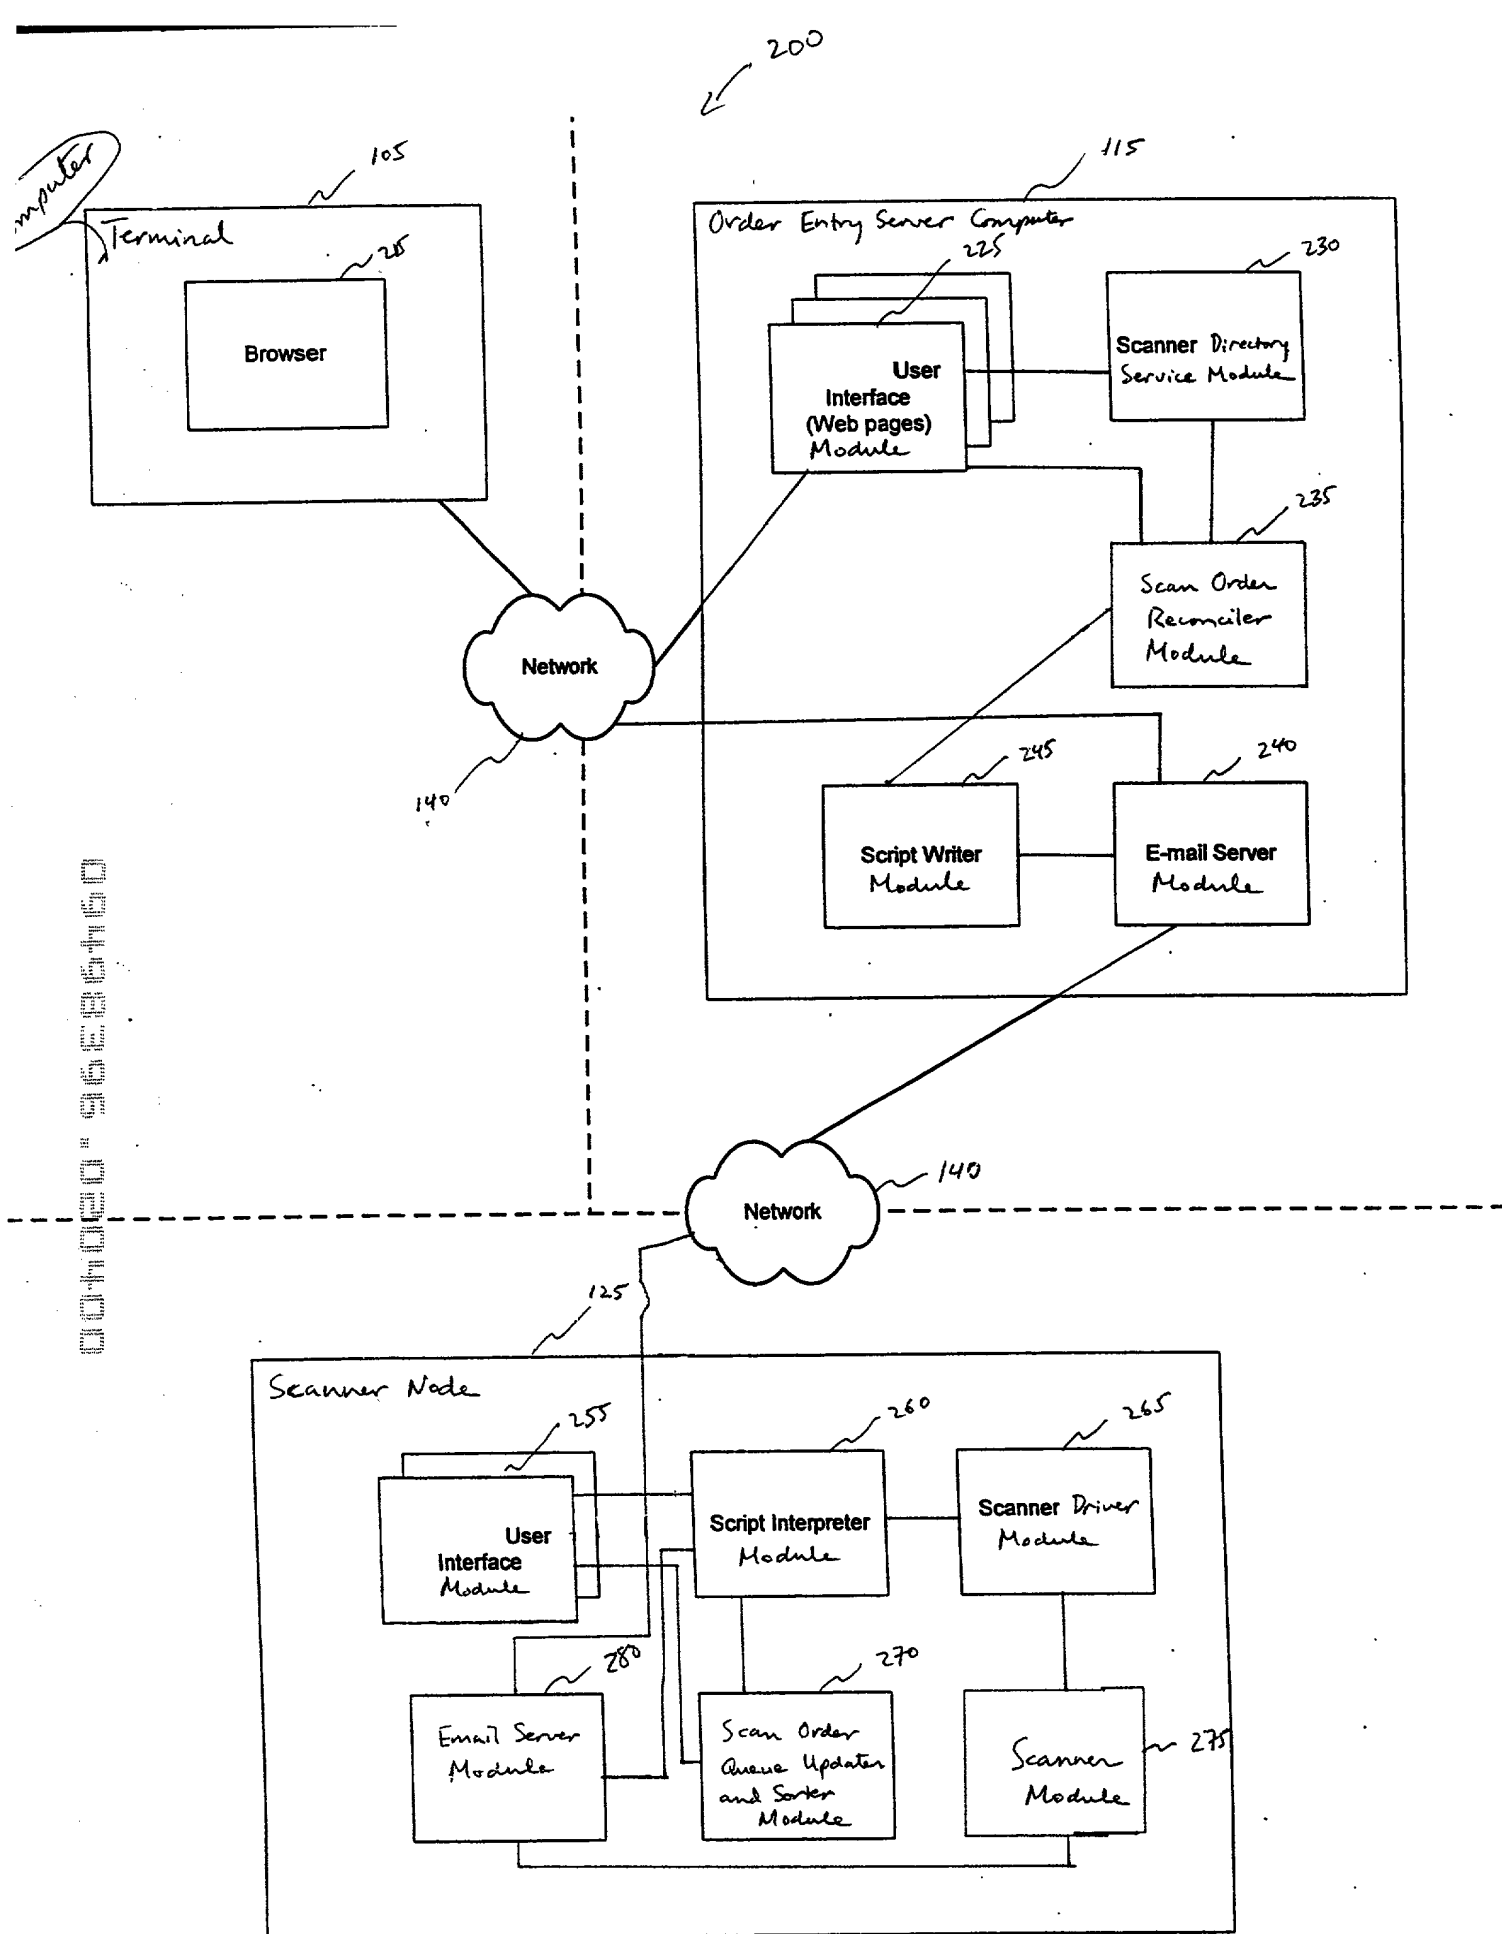 200
105
Terminal
215
Browser
115
Order Entry Server Computer
225
User
Interface
(Web pages)
Module
230
Scanner Directory
Service Module
235
Scan Order
Reconciler
Module
Network
140
245
Script Writer
Module
240
E-mail Server
Module
Network
140
125
Scanner Node
255
User
Interface
Module
260
Script Interpreter
Module
265
Scanner Driver
Module
280
Email Server
Module
270
Scan Order
Queue Updater
and Sorter
Module
Scanner
Module
275